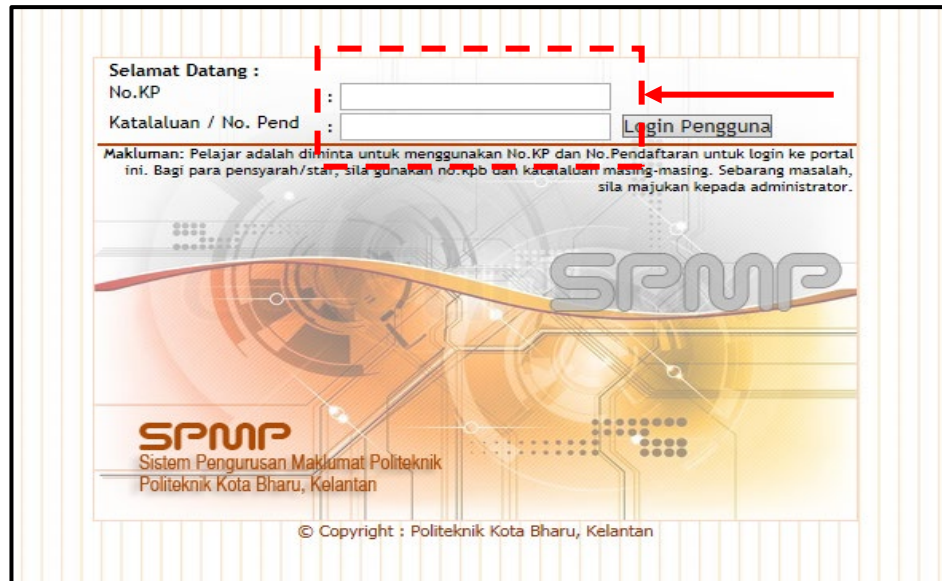 Selamat Datang :
No.KP :
Katalaluan / No. Pend : Login Pengguna
Makluman: Pelajar adalah diminta untuk menggunakan No.KP dan No.Pendaftaran untuk login ke portal
ini. Bagi para pensyarah/staf, sila gunakan no.kpb dan katalaluan masing-masing. Sebarang masalah,
sila majukan kepada administrator.
SPMP
SPMP
Sistem Pengurusan Maklumat Politeknik
Politeknik Kota Bharu, Kelantan
© Copyright : Politeknik Kota Bharu, Kelantan